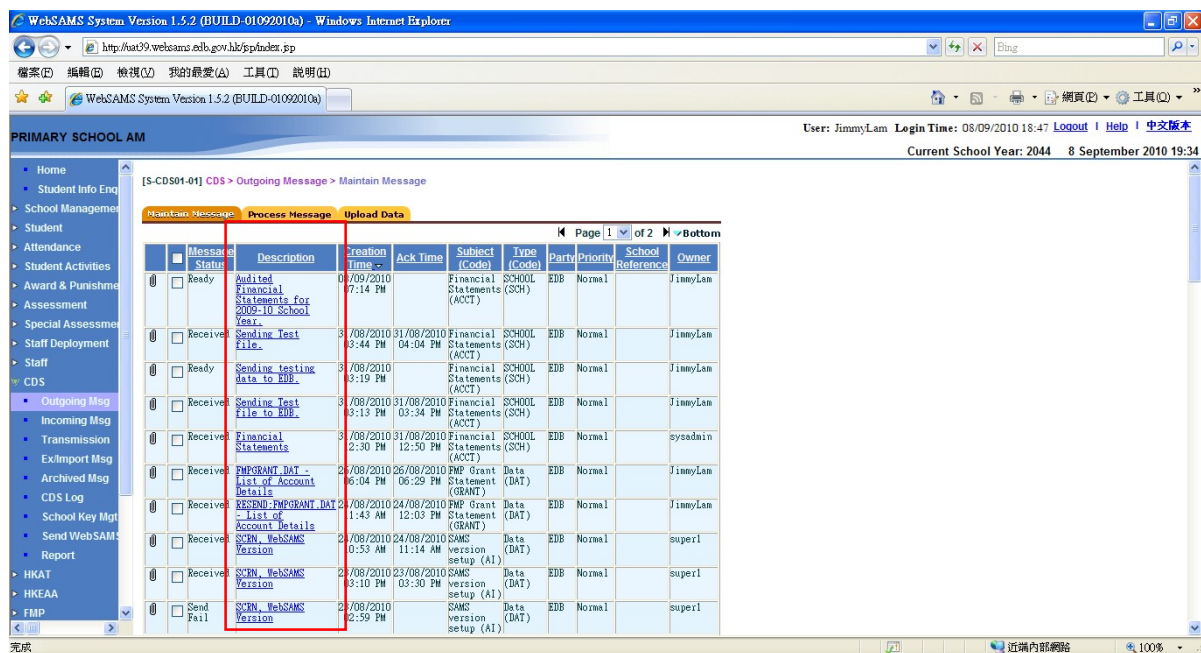 WebSAMS System Version 1.5.2 (BUILD-01092010a) - Windows Internet Explorer
http://uat39.websams.edb.gov.hk/jsp/index.jsp
Bing
檔案(F) 編輯(E) 檢視(V) 我的最愛(A) 工具(T) 說明(H)
WebSAMS System Version 1.5.2 (BUILD-01092010a)
網頁(P) 工具(O)
PRIMARY SCHOOL AM
User: JimmyLam Login Time: 08/09/2010 18:47 Logout | Help | 中文版本
Current School Year: 2044 8 September 2010 19:34
Home
Student Info Enq
School Managemen
Student
Attendance
Student Activities
Award & Punishme
Assessment
Special Assessmen
Staff Deployment
Staff
CDS
Outgoing Msg
Incoming Msg
Transmission
Ex/Import Msg
Archived Msg
CDS Log
School Key Mgt
Send WebSAMS
Report
HKAT
HKEAA
FMP
[S-CDS01-01] CDS > Outgoing Message > Maintain Message
Maintain Message Process Message Upload Data
Page 1 of 2 Bottom
Message Status Description Creation Time Ack Time Subject (Code) Type (Code) Party Priority School Reference Owner
Ready Audited Financial Statements for 2009-10 School Year. 08/09/2010 07:14 PM Financial Statements (ACCT) SCHOOL (SCH) EDB Normal JimmyLam
Received Sending Test file. 31/08/2010 03:44 PM 31/08/2010 04:04 PM Financial Statements (ACCT) SCHOOL (SCH) EDB Normal JimmyLam
Ready Sending testing data to EDB. 31/08/2010 03:19 PM Financial Statements (ACCT) SCHOOL (SCH) EDB Normal JimmyLam
Received Sending Test file to EDB. 31/08/2010 03:13 PM 31/08/2010 03:34 PM Financial Statements (ACCT) SCHOOL (SCH) EDB Normal JimmyLam
Received Financial Statements 31/08/2010 12:30 PM 31/08/2010 12:50 PM Financial Statements (ACCT) SCHOOL (SCH) EDB Normal sysadmin
Received FMPGRANT.DAT - List of Account Details 26/08/2010 06:04 PM 26/08/2010 06:29 PM FMP Grant Statement (GRANT) Data (DAT) EDB Normal JimmyLam
Received RESEND:FMPGRANT.DAT - List of Account Details 24/08/2010 11:43 AM 24/08/2010 12:03 PM FMP Grant Statement (GRANT) Data (DAT) EDB Normal JimmyLam
Received SCRN, WebSAMS Version 24/08/2010 10:53 AM 24/08/2010 11:14 AM SAMS version setup (AI) Data (DAT) EDB Normal super1
Received SCRN, WebSAMS Version 23/08/2010 03:10 PM 23/08/2010 03:30 PM SAMS version setup (AI) Data (DAT) EDB Normal super1
Send Fail SCRN, WebSAMS Version 23/08/2010 02:59 PM SAMS version setup (AI) Data (DAT) EDB Normal super1
完成 近端內部網路 100%